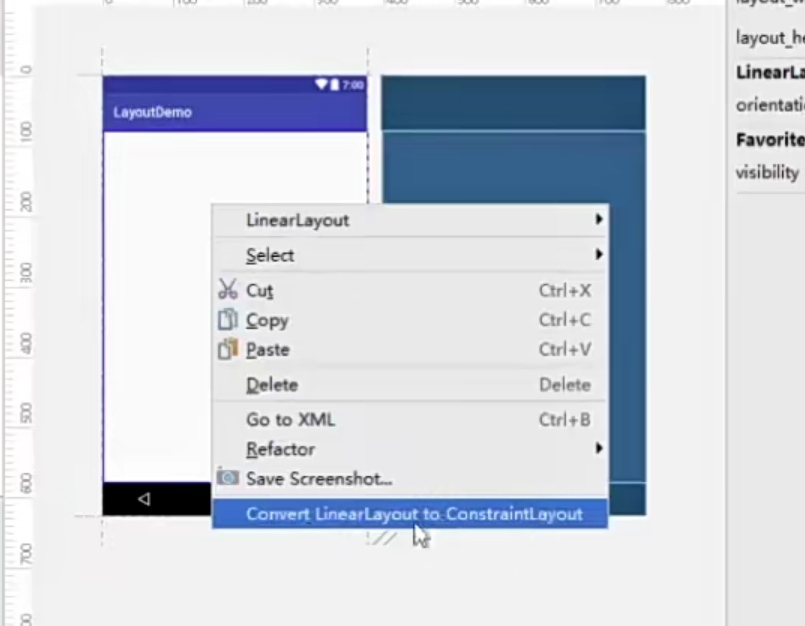 0 100 200 300 400 500 600 700 800
layout_w
layout_he
LinearLa
orientatio
Favorite
visibility
0
100
200
300
400
500
600
700
7:00
LayoutDemo
LinearLayout
Select
Cut Ctrl+X
Copy Ctrl+C
Paste Ctrl+V
Delete Delete
Go to XML Ctrl+B
Refactor
Save Screenshot...
Convert LinearLayout to ConstraintLayout